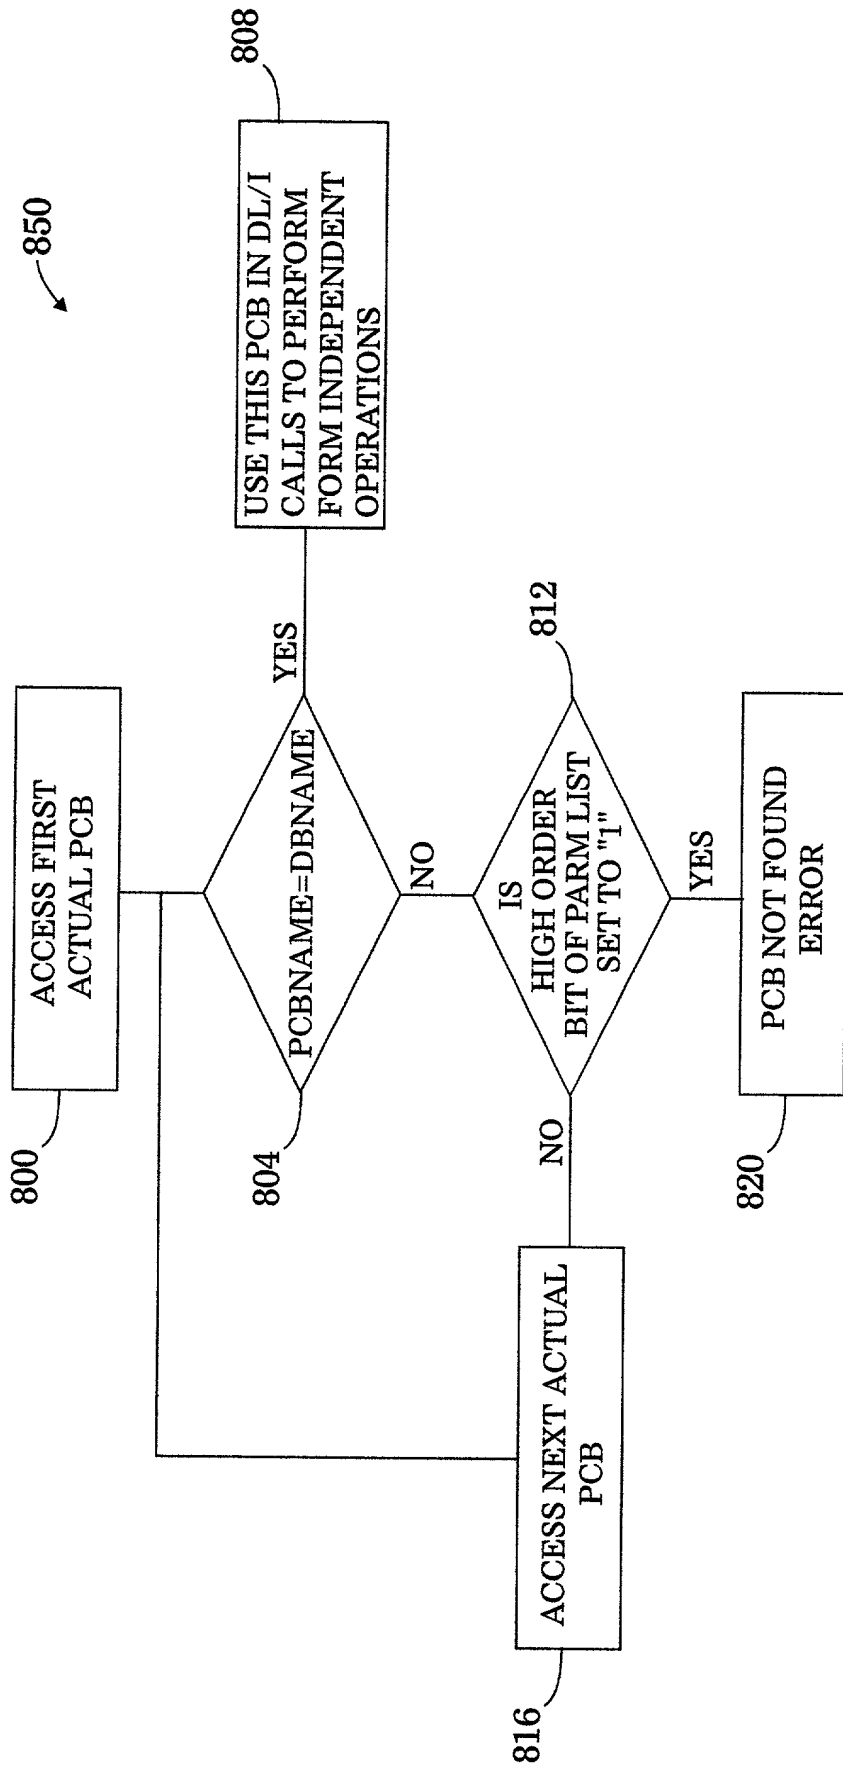 850
800
ACCESS FIRST
ACTUAL PCB
804
PCBNAME=DBNAME
YES
808
USE THIS PCB IN DL/I
CALLS TO PERFORM
FORM INDEPENDENT
OPERATIONS
NO
812
IS
HIGH ORDER
BIT OF PARM LIST
SET TO "1"
NO
816
ACCESS NEXT ACTUAL
PCB
YES
820
PCB NOT FOUND
ERROR